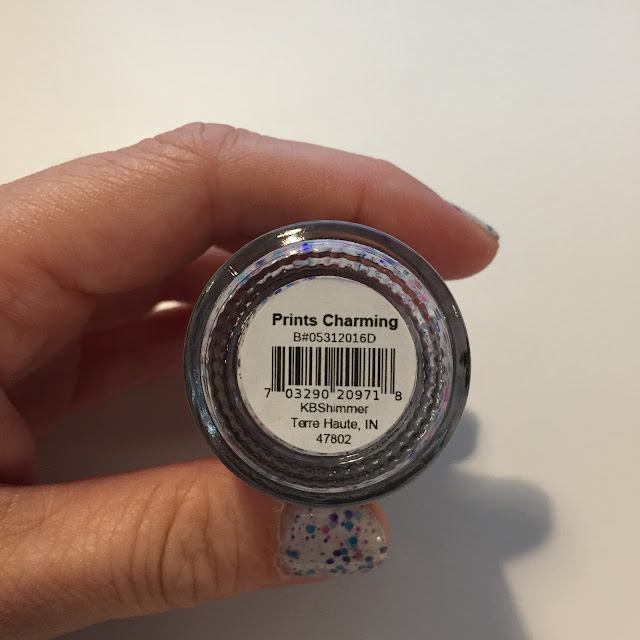 Prints Charming
B#05312016D
7 03290 20971 8
KBShimmer
Terre Haute, IN
47802